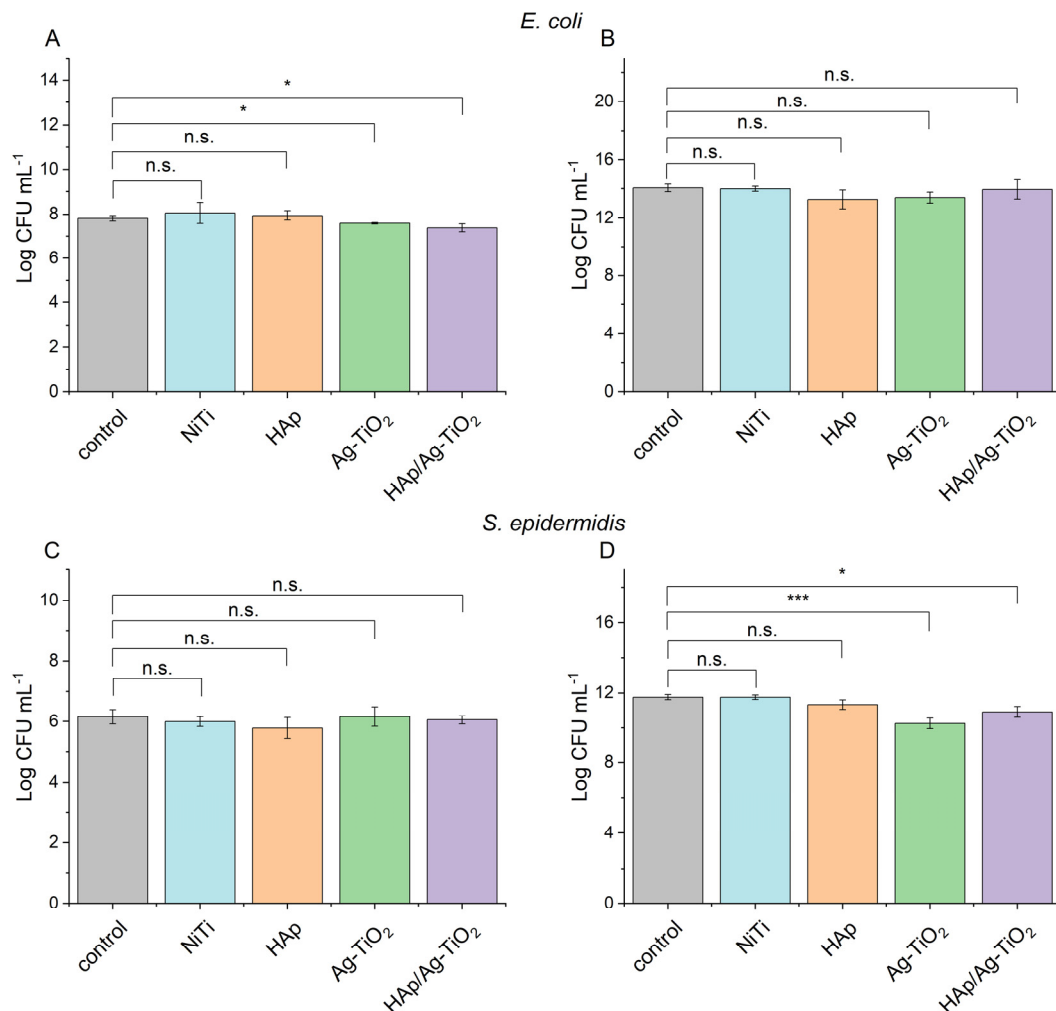 E. coli
A
Log CFU mL⁻¹
14
12
10
8
6
4
2
0
*
*
n.s.
n.s.
control
NiTi
HAp
Ag-TiO₂
HAp/Ag-TiO₂
B
Log CFU mL⁻¹
20
16
12
8
4
0
n.s.
n.s.
n.s.
n.s.
control
NiTi
HAp
Ag-TiO₂
HAp/Ag-TiO₂
S. epidermidis
C
Log CFU mL⁻¹
10
8
6
4
2
0
n.s.
n.s.
n.s.
n.s.
control
NiTi
HAp
Ag-TiO₂
HAp/Ag-TiO₂
D
Log CFU mL⁻¹
16
12
8
4
0
*
***
n.s.
n.s.
control
NiTi
HAp
Ag-TiO₂
HAp/Ag-TiO₂